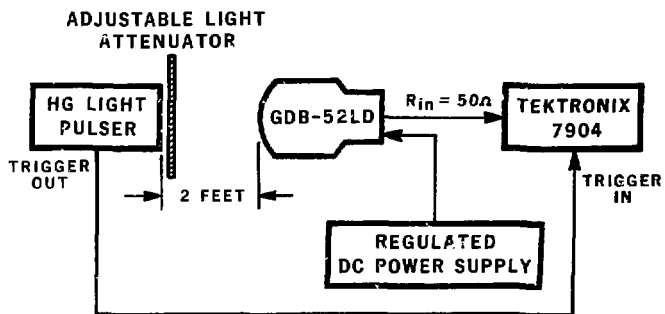 ADJUSTABLE LIGHT
ATTENUATOR
HG LIGHT
PULSER
GDB-52LD
Rin = 50Ω
TEKTRONIX
7904
TRIGGER
OUT
2 FEET
TRIGGER
IN
REGULATED
DC POWER SUPPLY